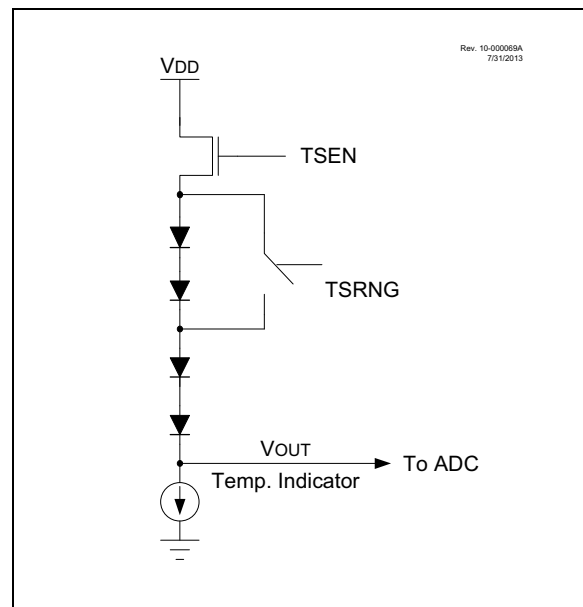 Rev. 10-000069A
7/31/2013
VDD
TSEN
TSRNG
VOUT
Temp. Indicator
To ADC